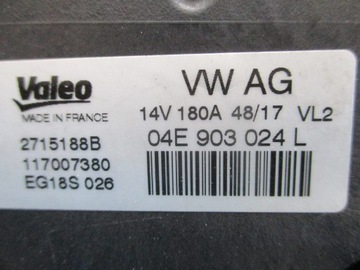 Valeo
MADE IN FRANCE
VW AG
14V 180A 48/17 VL2
04E 903 024 L
2715188B
117007380
EG18S 026